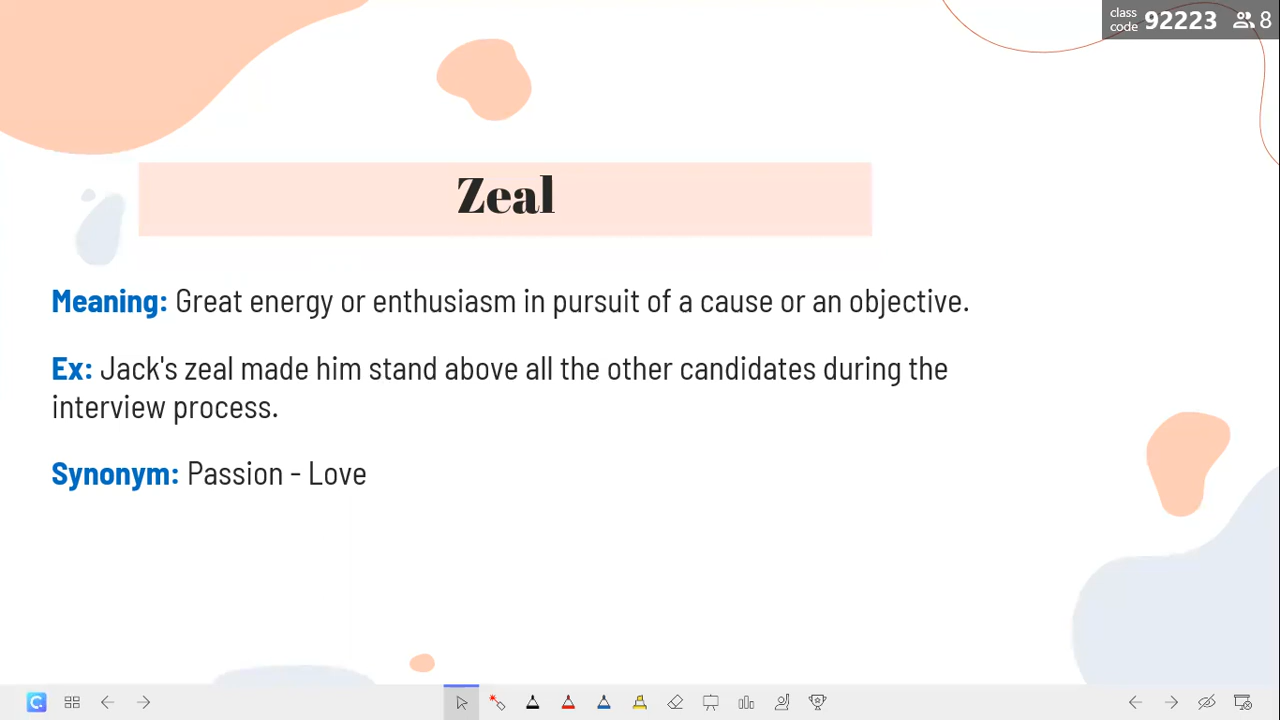 class
code 92223 8
Zeal
Meaning: Great energy or enthusiasm in pursuit of a cause or an objective.
Ex: Jack's zeal made him stand above all the other candidates during the
interview process.
Synonym: Passion - Love